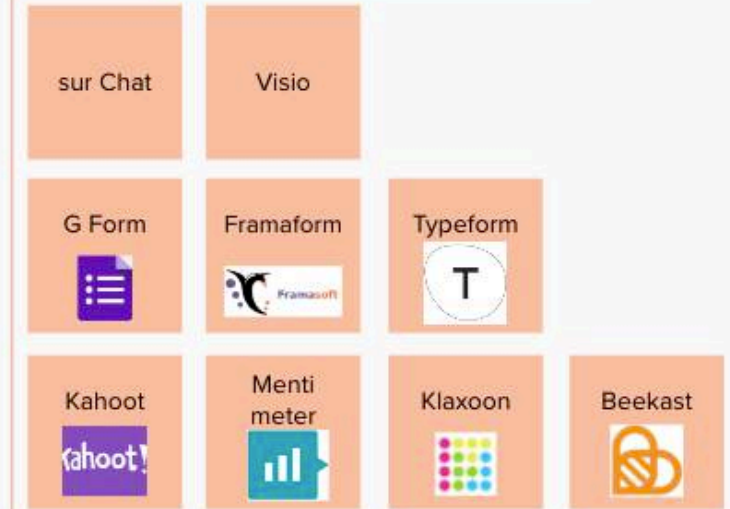 sur Chat
Visio
G Form
Framaform
Typeform
Framasoft
T
Kahoot
Menti
meter
Klaxoon
Beekast
Kahoot!